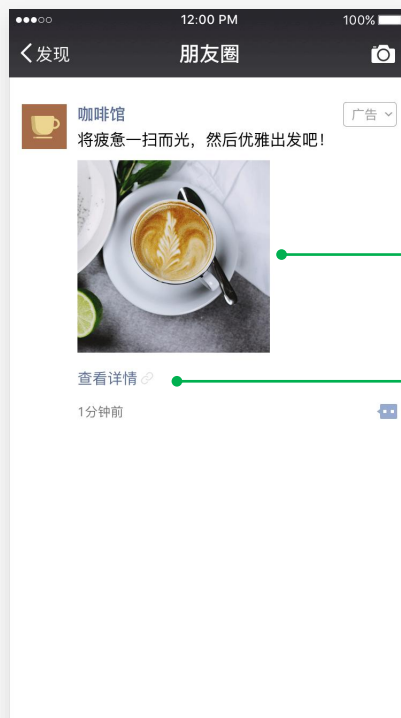 12:00 PM
100%
发现
朋友圈
咖啡馆
广告
将疲惫一扫而光，然后优雅出发吧！
查看详情
1分钟前